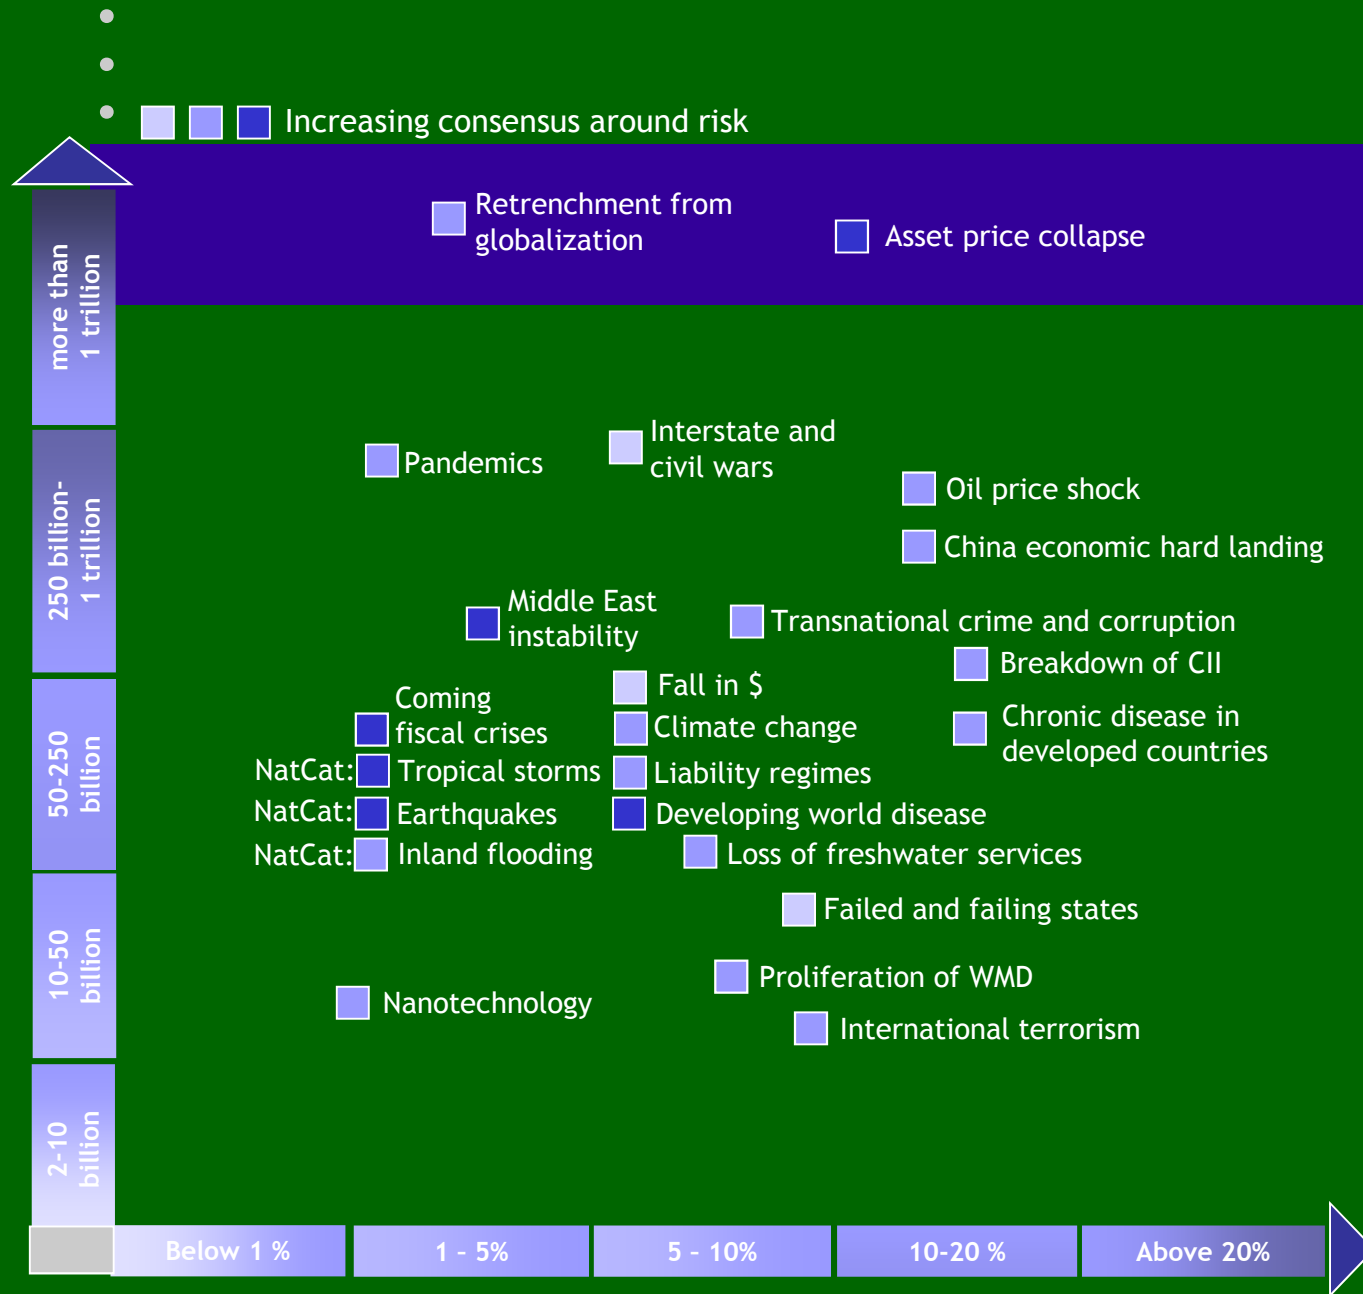 Increasing consensus around risk
Retrenchment from
globalization
Asset price collapse
more than
1 trillion
Interstate and
civil wars
Pandemics
Oil price shock
250 billion-
1 trillion
China economic hard landing
Middle East
instability
Transnational crime and corruption
Breakdown of CII
Fall in $
Coming
fiscal crises
Climate change
Chronic disease in
developed countries
50-250
billion
NatCat: Tropical storms
Liability regimes
NatCat: Earthquakes
Developing world disease
NatCat: Inland flooding
Loss of freshwater services
Failed and failing states
10-50
billion
Proliferation of WMD
Nanotechnology
International terrorism
2-10
billion
Below 1 %
1 – 5%
5 – 10%
10-20 %
Above 20%